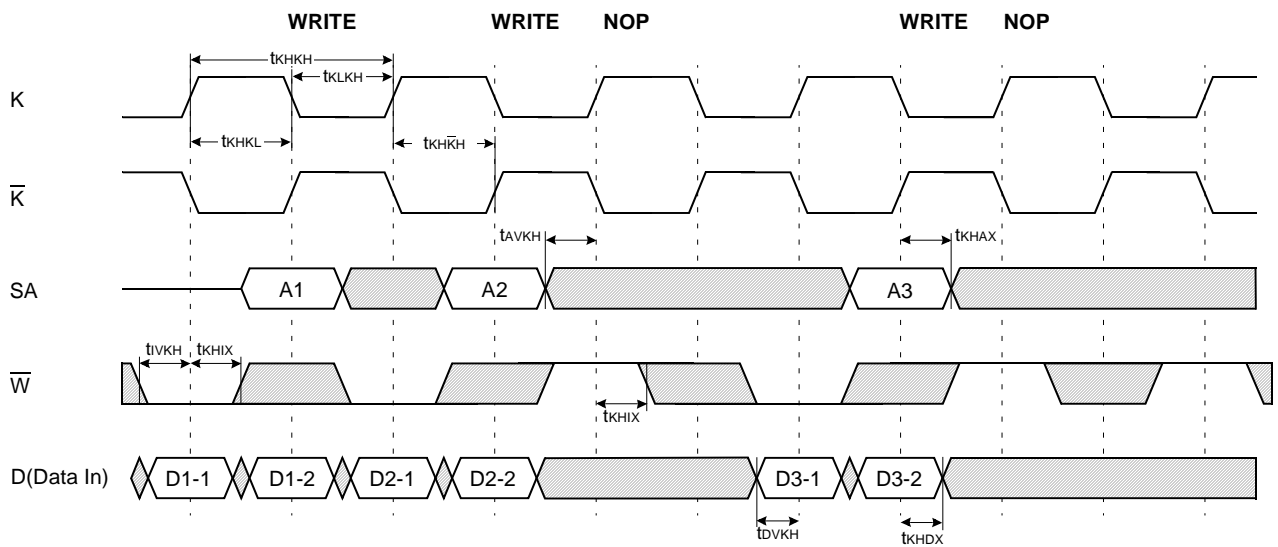 WRITE WRITE NOP WRITE NOP
tKHKH
tKLKH
K
tKHKL tKHK̅H
K̅
tAVKH tKHAX
SA A1 A2 A3
tIVKH tKHIX
W̅
tKHIX
D(Data In) D1-1 D1-2 D2-1 D2-2 D3-1 D3-2
tDVKH tKHDX